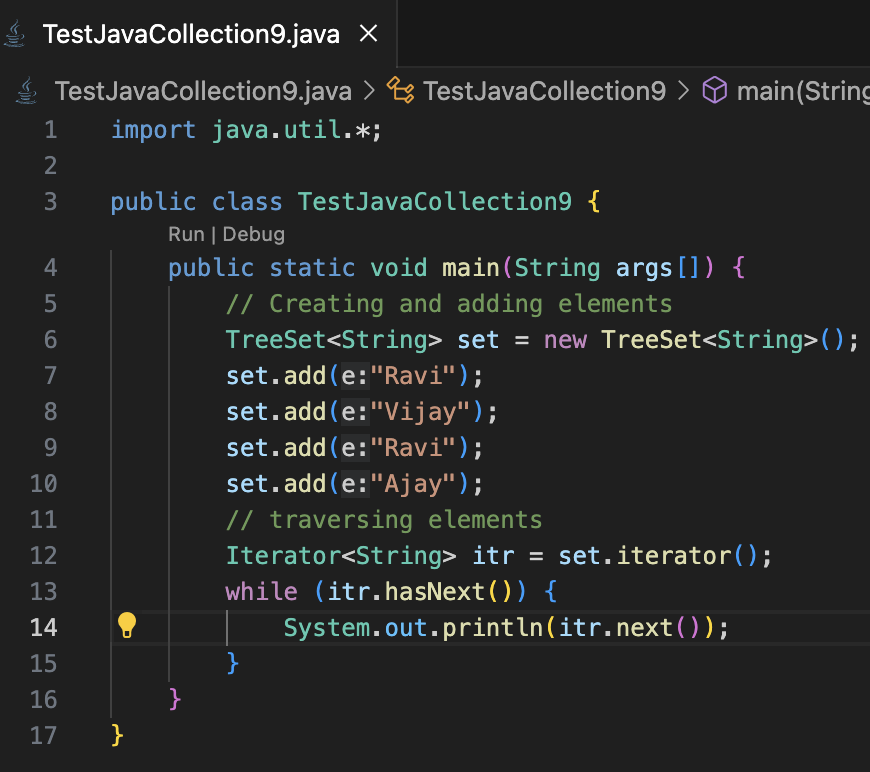 TestJavaCollection9.java ×
TestJavaCollection9.java > TestJavaCollection9 > main(String
1 import java.util.*;
2
3 public class TestJavaCollection9 {
Run | Debug
4 public static void main(String args[]) {
5 // Creating and adding elements
6 TreeSet<String> set = new TreeSet<String>();
7 set.add(e:"Ravi");
8 set.add(e:"Vijay");
9 set.add(e:"Ravi");
10 set.add(e:"Ajay");
11 // traversing elements
12 Iterator<String> itr = set.iterator();
13 while (itr.hasNext()) {
14 System.out.println(itr.next());
15 }
16 }
17 }